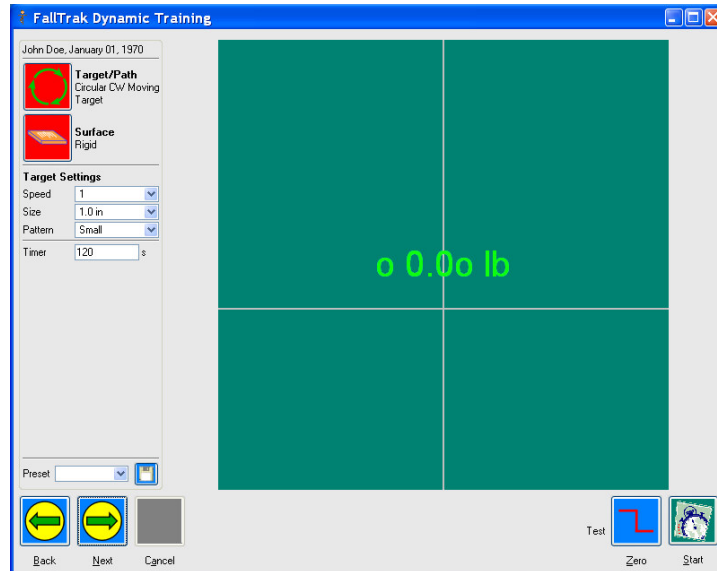 FallTrak Dynamic Training
John Doe, January 01, 1970
Target/Path
Circular CW Moving
Target
Surface
Rigid
Target Settings
Speed 1
Size 1.0 in
Pattern Small
Timer 120 s
o 0.0o lb
Preset
Test
Back Next Cancel Zero Start